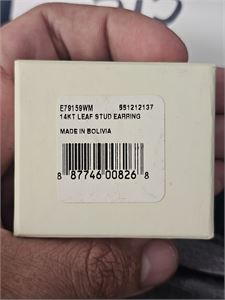 E79159WM 551212137
14KT LEAF STUD EARRING
MADE IN BOLIVIA
8 87746 00826 8